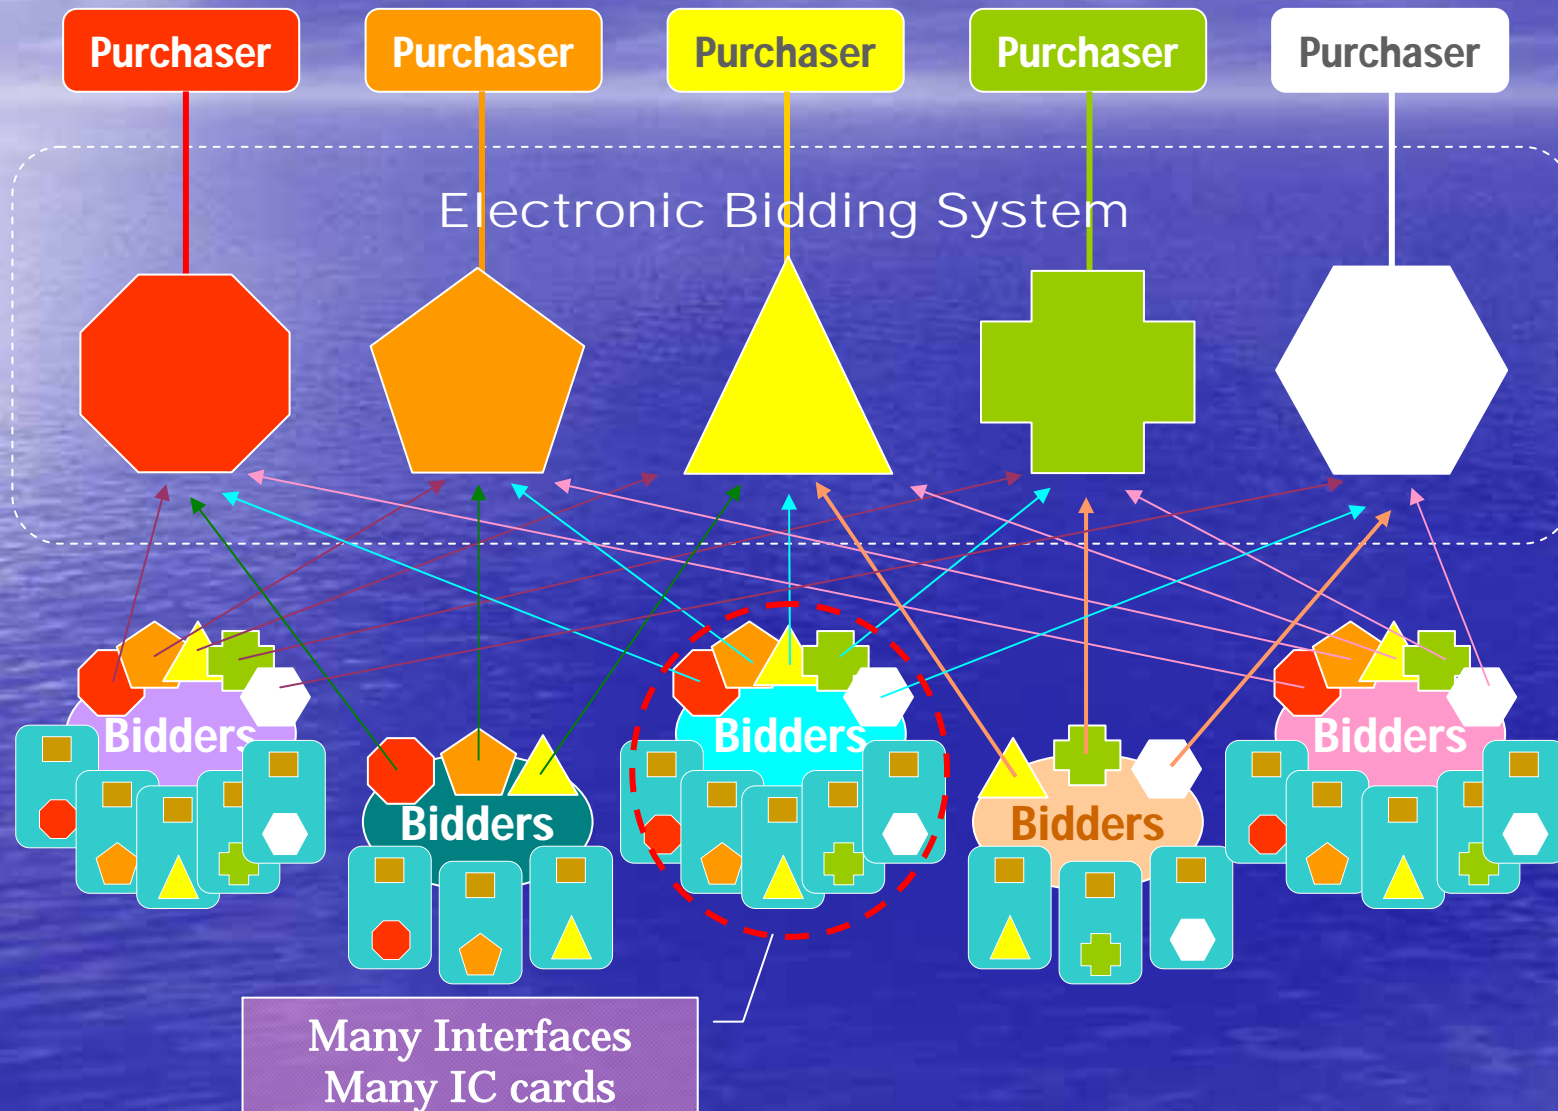 Purchaser
Purchaser
Purchaser
Purchaser
Purchaser
Electronic Bidding System
Bidders
Bidders
Bidders
Bidders
Bidders
Many Interfaces
Many IC cards